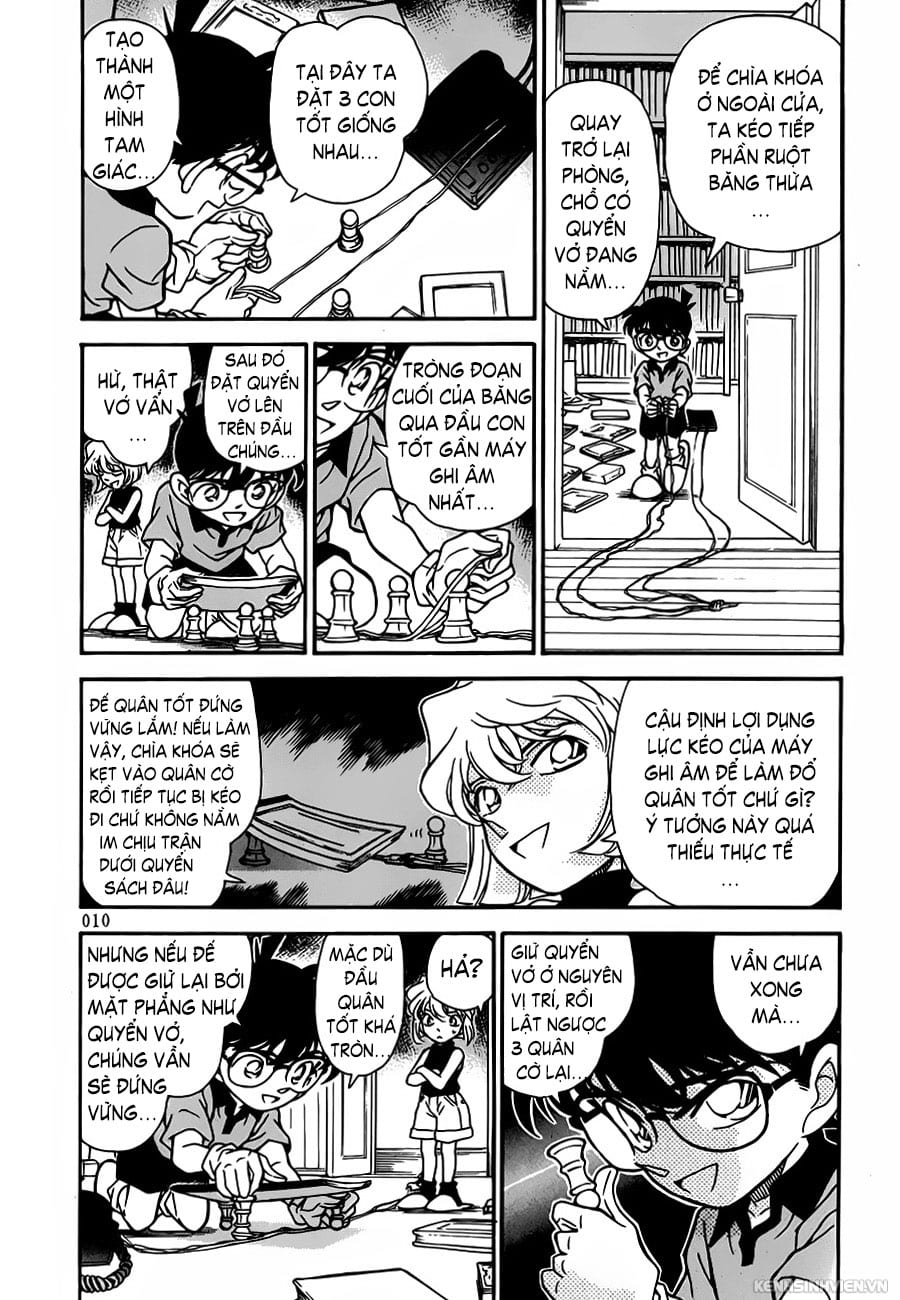 ĐỂ CHÌA KHÓA
Ở NGOÀI CỬA,
TA KÉO TIẾP
PHẦN RUỘT
BĂNG THỪA
...
QUAY
TRỞ LẠI
PHÒNG,
CHỖ CÓ
QUYỂN
VỞ ĐANG
NẰM...
TẠI ĐÂY TA
ĐẶT 3 CON
TỐT GIỐNG
NHAU...
TẠO
THÀNH
MỘT
HÌNH
TAM
GIÁC...
TRÒNG ĐOẠN
CUỐI CỦA BĂNG
QUA ĐẦU CON
TỐT GẦN MÁY
GHI ÂM
NHẤT...
SAU ĐÓ
ĐẶT QUYỂN
VỞ LÊN
TRÊN ĐẦU
CHÚNG...
HỪ, THẬT
VỚ VẨN
...
CẬU ĐỊNH LỢI DỤNG
LỰC KÉO CỦA MÁY
GHI ÂM ĐỂ LÀM ĐỔ
QUÂN TỐT CHỨ GÌ?
Ý TƯỞNG NÀY QUÁ
THIẾU THỰC TẾ
...
ĐẾ QUÂN TỐT ĐỨNG
VỮNG LẮM! NẾU LÀM
VẬY, CHÌA KHÓA SẼ
KẸT VÀO QUÂN CỜ
RỒI TIẾP TỤC BỊ KÉO
ĐI CHỨ KHÔNG NẰM
IM CHỊU TRẬN
DƯỚI QUYỂN
SÁCH ĐÂU!
010
VẪN CHƯA
XONG
MÀ...
GIỮ QUYỂN
VỞ Ở NGUYÊN
VỊ TRÍ, RỒI
LẬT NGƯỢC
3 QUÂN
CỜ LẠI...
HẢ?
MẶC DÙ
ĐẦU
QUÂN
TỐT KHÁ
TRÒN...
NHƯNG NẾU ĐẾ
ĐƯỢC GIỮ LẠI BỞI
MẶT PHẲNG NHƯ
QUYỂN VỞ,
CHÚNG VẪN
SẼ ĐỨNG
VỮNG...
KENHSINHVIEN.VN